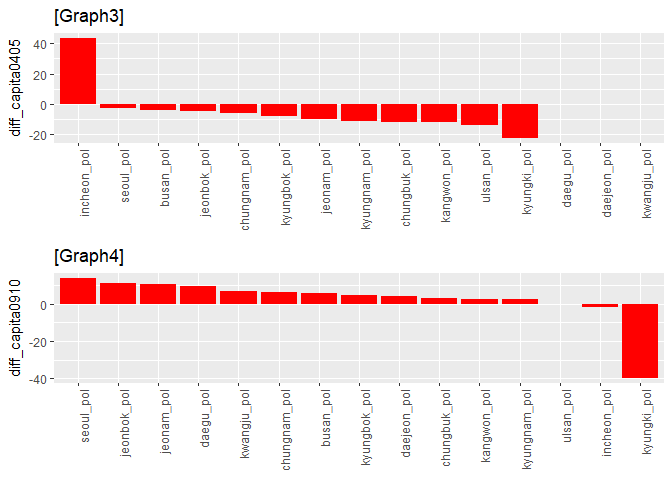 [Graph3]
diff_capita0405
40
20
0
-20
incheon_pol
seoul_pol
busan_pol
jeonbok_pol
chungnam_pol
kyungbok_pol
jeonam_pol
kyungnam_pol
chungbuk_pol
kangwon_pol
ulsan_pol
kyungki_pol
daegu_pol
daejeon_pol
kwangju_pol
[Graph4]
diff_capita0910
0
-20
-40
seoul_pol
jeonbok_pol
jeonam_pol
daegu_pol
kwangju_pol
chungnam_pol
busan_pol
kyungbok_pol
daejeon_pol
chungbuk_pol
kangwon_pol
kyungnam_pol
ulsan_pol
incheon_pol
kyungki_pol